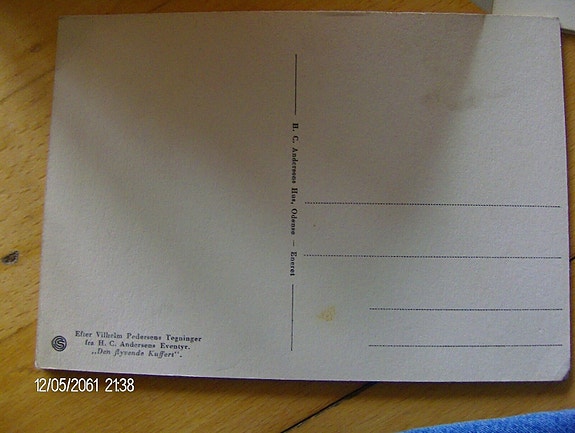 H. C. Andersens Hus, Odense — Eneret
Efter Vilhelm Pedersens Tegninger
fra H. C. Andersens Eventyr.
„Den flyvende Kuffert".
12/05/2061 21:38